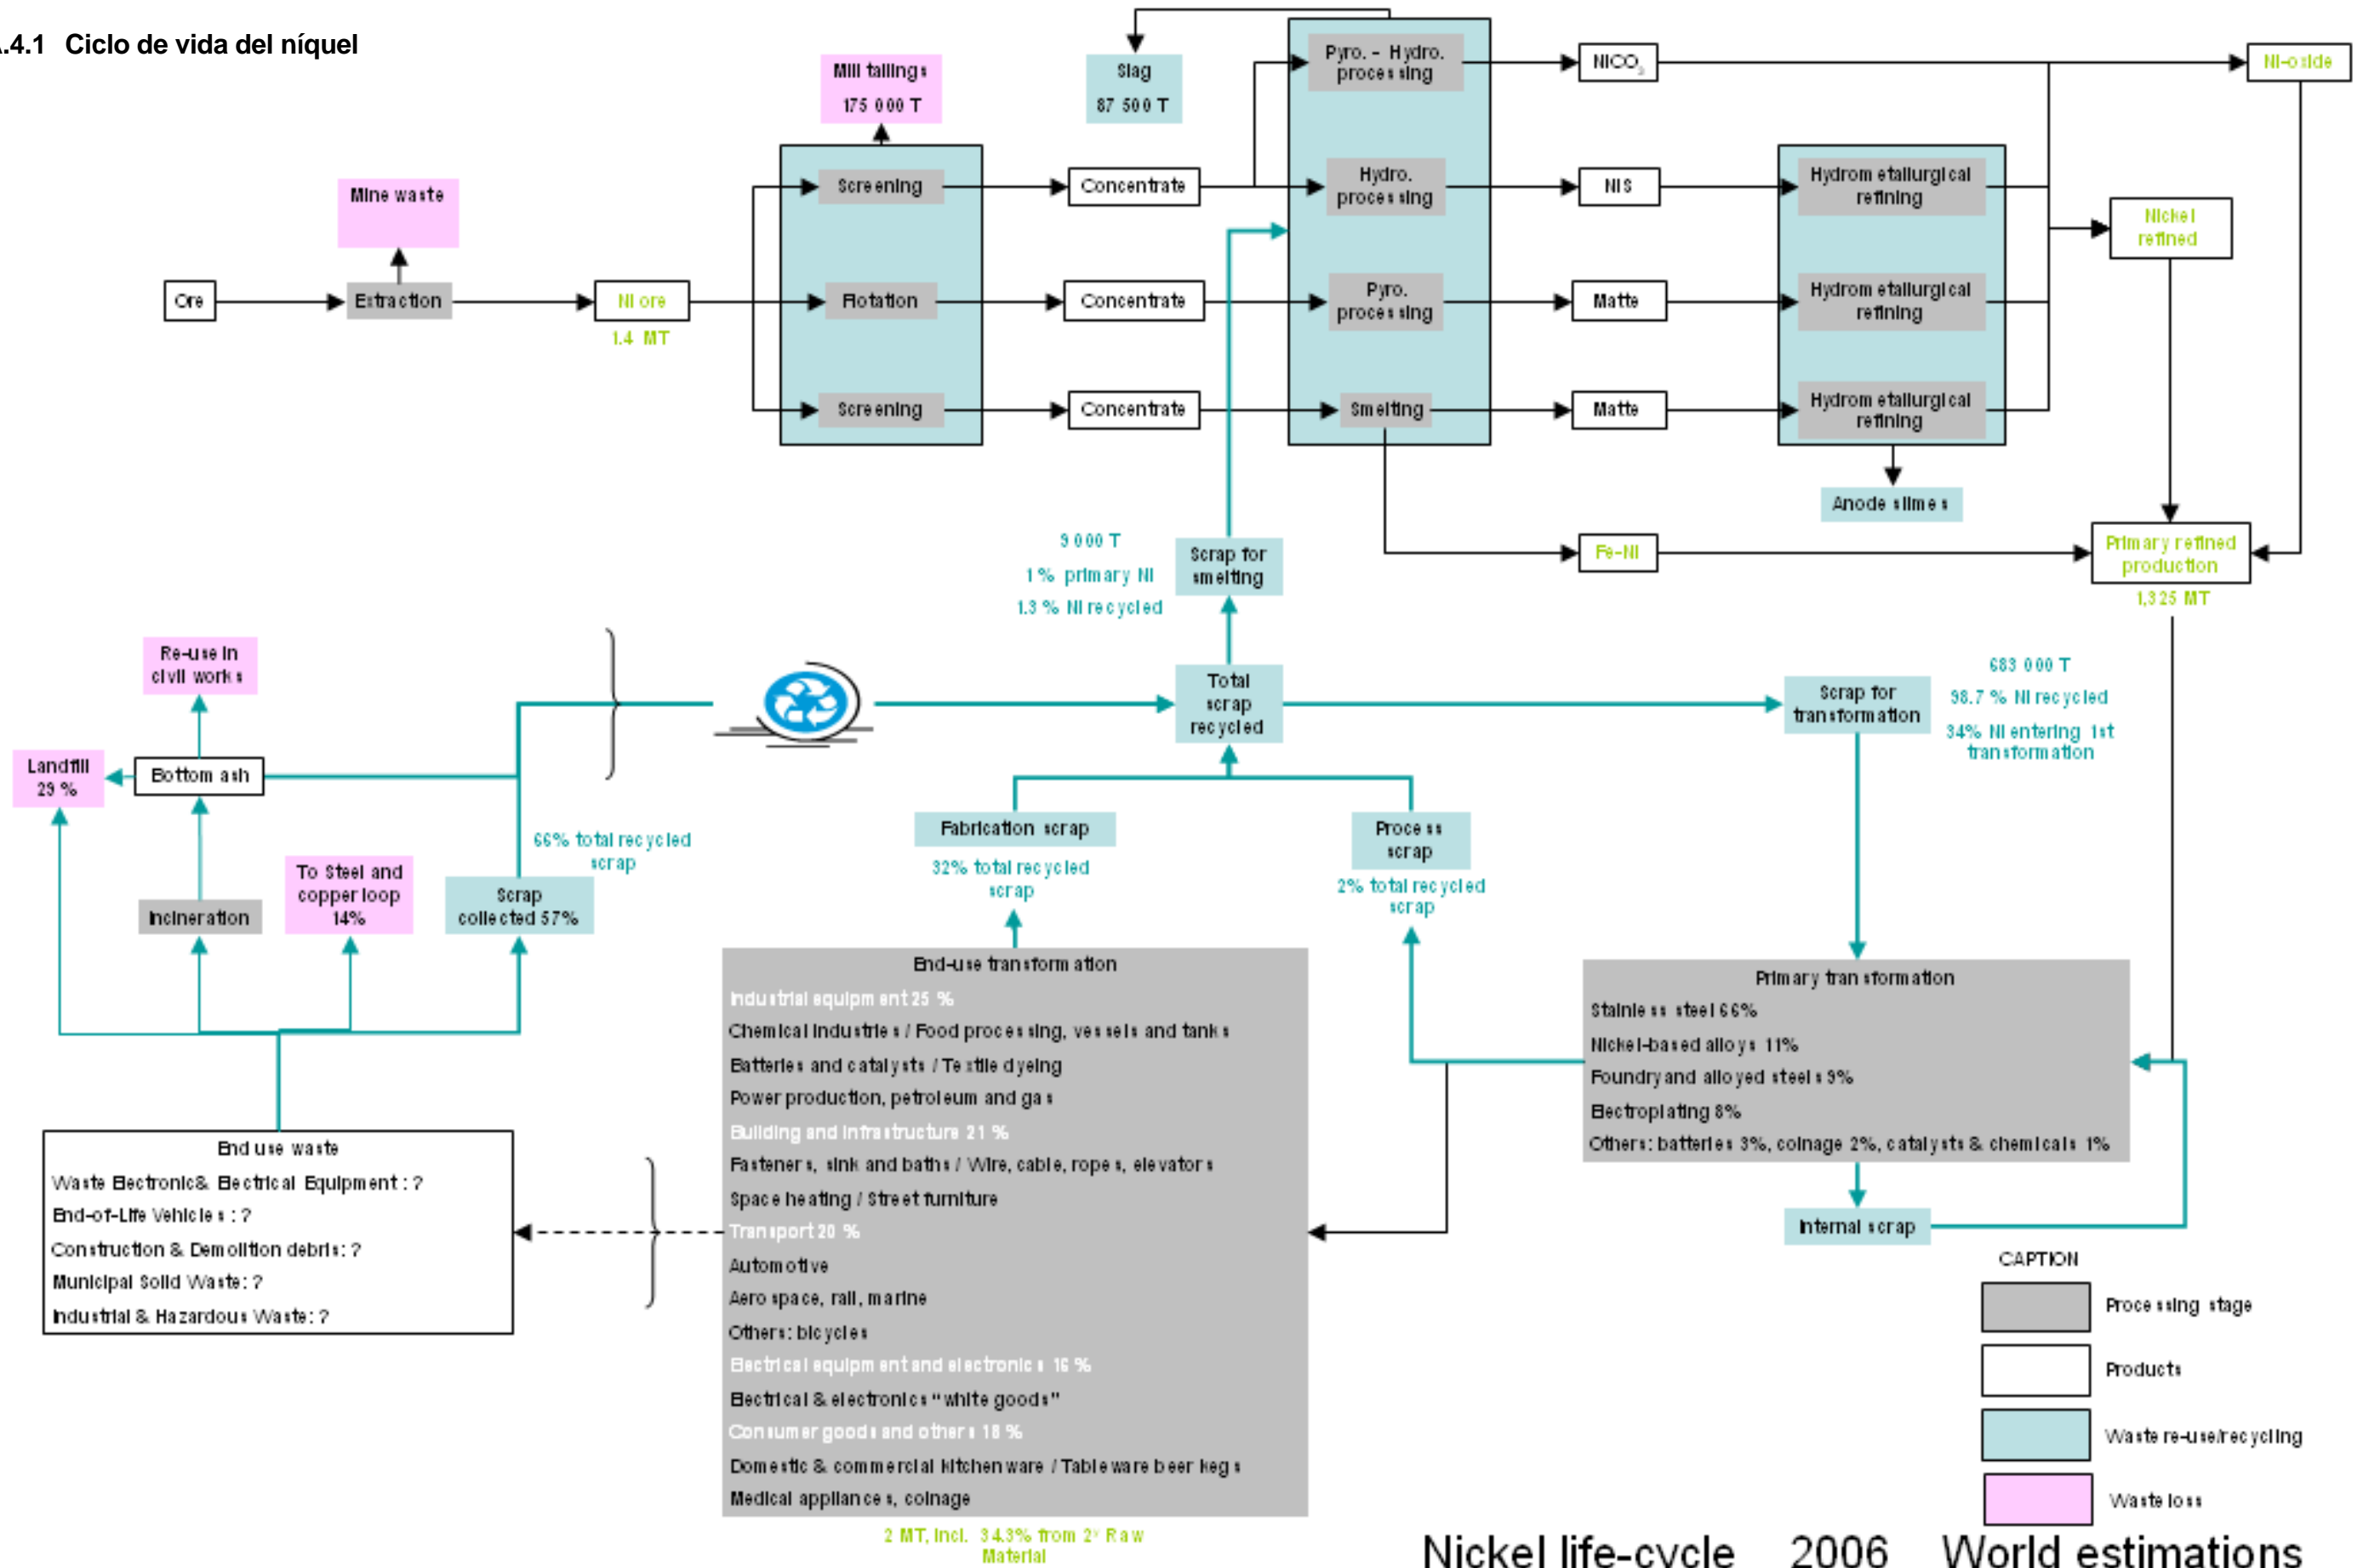 .4.1 Ciclo de vida del níquel
Mill tailings
175 000 T
Slag
87 500 T
Pyro. - Hydro.
processing
NiCO3
Ni-oxide
Mine waste
Screening
Concentrate
Hydro.
processing
NiS
Hydrometallurgical
refining
Nickel
refined
Ore
Extraction
Ni ore
1.4 MT
Flotation
Concentrate
Pyro.
processing
Matte
Hydrometallurgical
refining
Screening
Concentrate
Smelting
Matte
Hydrometallurgical
refining
Anode slimes
9 000 T
1 % primary Ni
1.3 % Ni recycled
Scrap for
smelting
Fe-Ni
Primary refined
production
1,325 MT
Re-use in
civil works
Total
scrap
recycled
Scrap for
transformation
683 000 T
98.7 % Ni recycled
34% Ni entering 1st
transformation
Landfill
29 %
Bottom ash
66% total recycled
scrap
Fabrication scrap
32% total recycled
scrap
Process
scrap
2% total recycled
scrap
Incineration
To Steel and
copper loop
14%
Scrap
collected 57%
End-use transformation
Industrial equipment 25 %
Chemical industries / Food processing, vessels and tanks
Batteries and catalysts / Textile dyeing
Power production, petroleum and gas
Building and infrastructure 21 %
Fasteners, sink and baths / Wire, cable, ropes, elevators
Space heating / Street furniture
Transport 20 %
Automotive
Aerospace, rail, marine
Others: bicycles
Electrical equipment and electronics 16 %
Electrical & electronics "white goods"
Consumer goods and others 18 %
Domestic & commercial kitchenware / Tableware beer kegs
Medical appliances, coinage
2 MT, incl. 34.3% from 2y Raw
Material
Primary transformation
Stainless steel 66%
Nickel-based alloys 11%
Foundry and alloyed steels 9%
Electroplating 8%
Others: batteries 3%, coinage 2%, catalysts & chemicals 1%
Internal scrap
End use waste
Waste Electronic& Electrical Equipment : ?
End-of-Life Vehicles : ?
Construction & Demolition debris: ?
Municipal Solid Waste: ?
Industrial & Hazardous Waste: ?
CAPTION
Processing stage
Products
Waste re-use/recycling
Waste loss
Nickel life-cycle 2006 World estimations